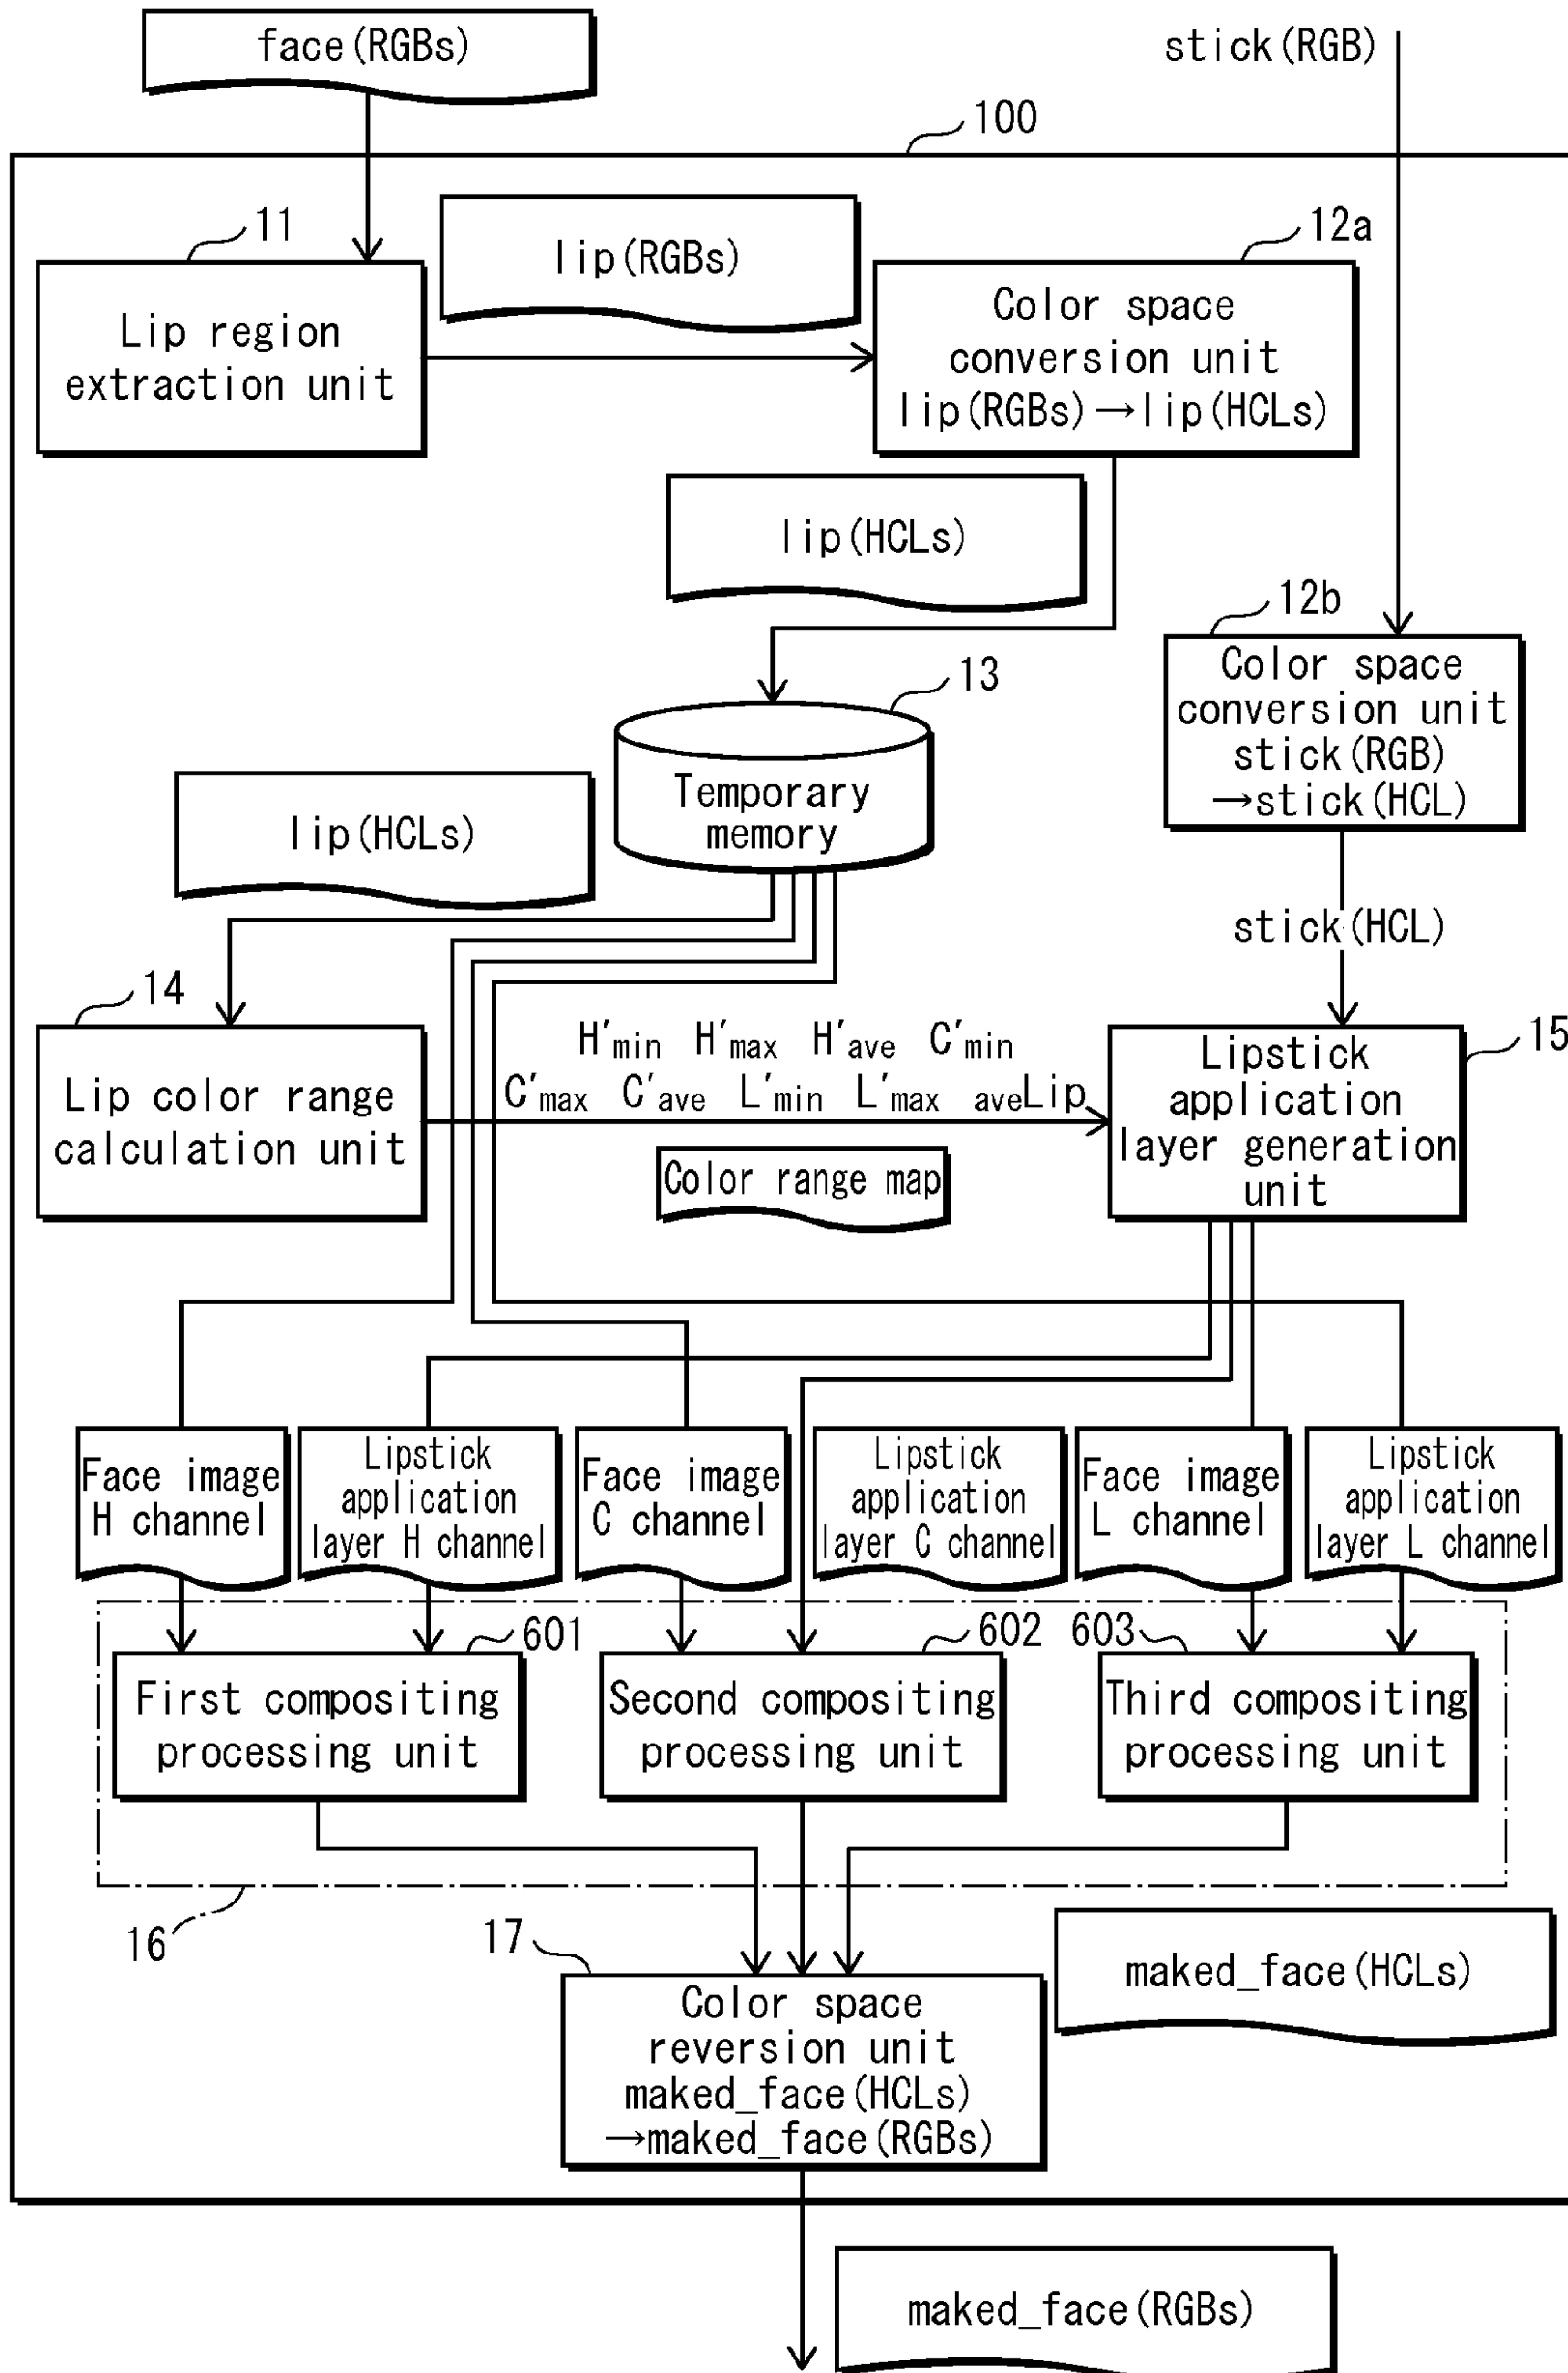 face(RGBs)
stick(RGB)
100
11
lip(RGBs)
12a
Lip region
extraction unit
Color space
conversion unit
lip(RGBs)→lip(HCLs)
lip(HCLs)
12b
Color space
conversion unit
stick(RGB)
→stick(HCL)
13
Temporary
memory
lip(HCLs)
stick(HCL)
14
Lip color range
calculation unit
H'min H'max H'ave C'min
C'max C'ave L'min L'max aveLip
Color range map
15
Lipstick
application
layer generation
unit
Face image
H channel
Lipstick
application
layer H channel
Face image
C channel
Lipstick
application
layer C channel
Face image
L channel
Lipstick
application
layer L channel
601
602
603
First compositing
processing unit
Second compositing
processing unit
Third compositing
processing unit
16
17
Color space
reversion unit
maked_face(HCLs)
→maked_face(RGBs)
maked_face(HCLs)
maked_face(RGBs)